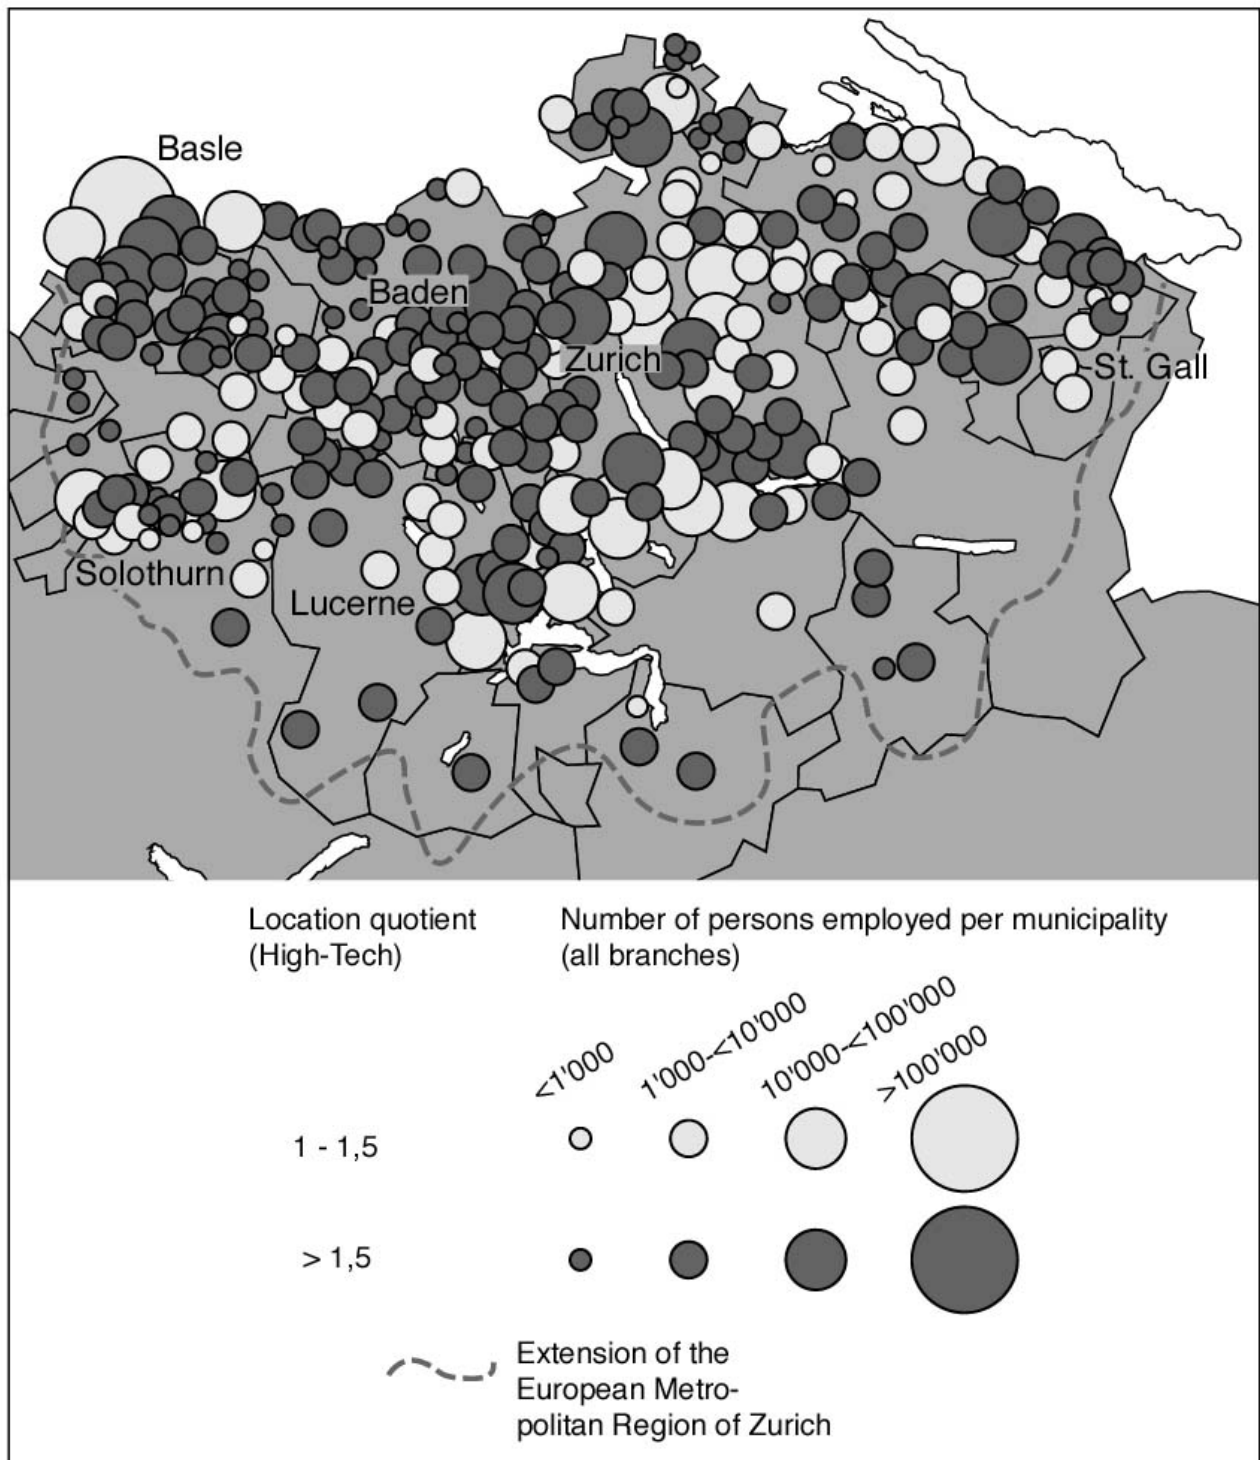 Basle
Baden
Zurich
St. Gall
Solothurn
Lucerne
Location quotient
(High-Tech)
Number of persons employed per municipality
(all branches)
<1'000
1'000-<10'000
10'000-<100'000
>100'000
1 - 1,5
> 1,5
Extension of the
European Metro-
politan Region of Zurich